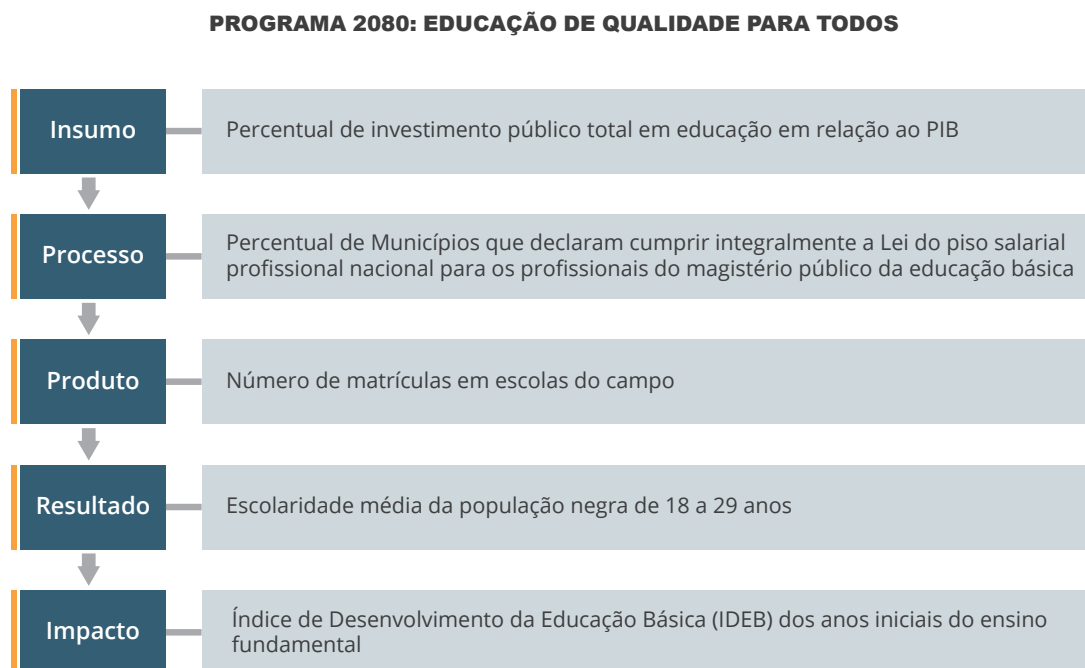 PROGRAMA 2080: EDUCAÇÃO DE QUALIDADE PARA TODOS
Insumo
Percentual de investimento público total em educação em relação ao PIB
Processo
Percentual de Municípios que declaram cumprir integralmente a Lei do piso salarial
profissional nacional para os profissionais do magistério público da educação básica
Produto
Número de matrículas em escolas do campo
Resultado
Escolaridade média da população negra de 18 a 29 anos
Impacto
Índice de Desenvolvimento da Educação Básica (IDEB) dos anos iniciais do ensino
fundamental